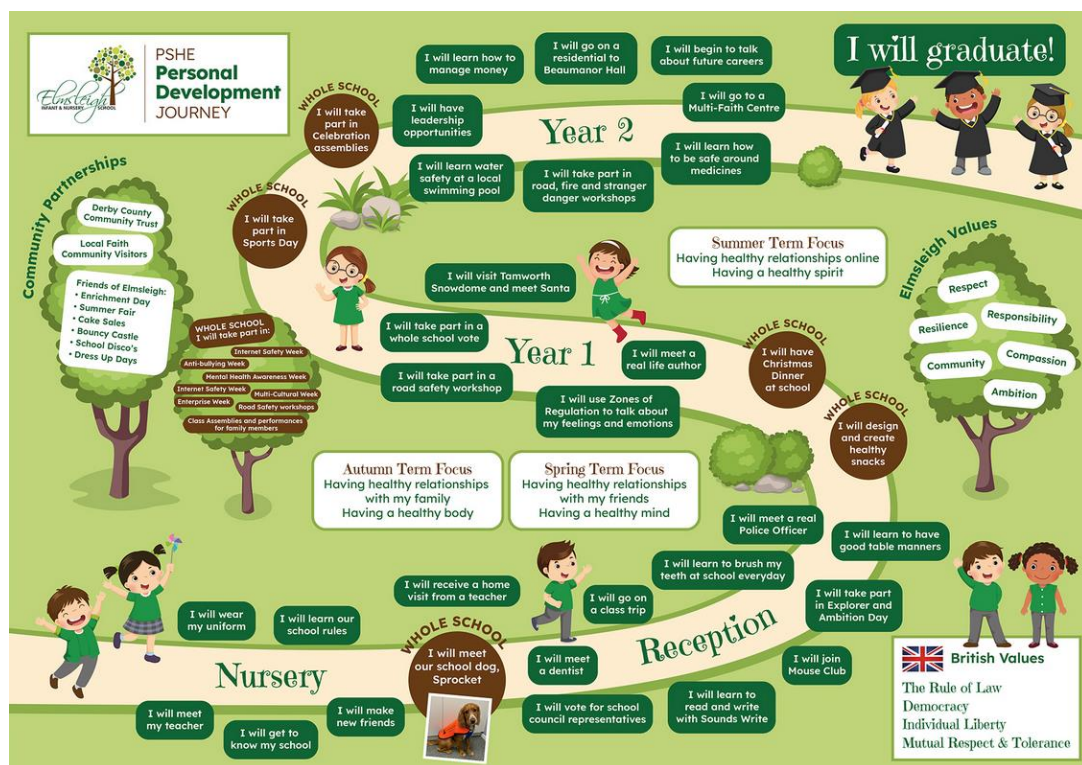 Elmsleigh
INFANT & NURSERY SCHOOL
PSHE
Personal
Development
JOURNEY
I will graduate!
I will learn how to
manage money
I will go on a
residential to
Beaumanor Hall
I will begin to talk
about future careers
I will go to a
Multi-Faith Centre
WHOLE SCHOOL
I will take
part in
Celebration
assemblies
I will have
leadership
opportunities
Year 2
I will learn water
safety at a local
swimming pool
I will take part in
road, fire and stranger
danger workshops
I will learn how
to be safe around
medicines
WHOLE SCHOOL
I will take
part in
Sports Day
Community Partnerships
Derby County
Community Trust
Local Faith
Community Visitors
Friends of Elmsleigh:
• Enrichment Day
• Summer Fair
• Cake Sales
• Bouncy Castle
• School Disco's
• Dress Up Days
WHOLE SCHOOL
I will take part in:
Internet Safety Week
Anti-bullying Week
Mental Health Awareness Week
Internet Safety Week
Multi-Cultural Week
Enterprise Week
Road Safety workshops
Class Assemblies and performances
for family members
Summer Term Focus
Having healthy relationships online
Having a healthy spirit
Elmsleigh Values
Respect
Responsibility
Resilience
Compassion
Community
Ambition
I will visit Tamworth
Snowdome and meet Santa
I will take part in a
whole school vote
Year 1
I will meet a
real life author
I will take part in a
road safety workshop
I will use Zones of
Regulation to talk about
my feelings and emotions
WHOLE SCHOOL
I will have
Christmas
Dinner
at school
WHOLE SCHOOL
I will design
and create
healthy
snacks
Autumn Term Focus
Having healthy relationships
with my family
Having a healthy body
Spring Term Focus
Having healthy relationships
with my friends
Having a healthy mind
I will meet a real
Police Officer
I will learn to have
good table manners
I will learn to brush my
teeth at school everyday
I will take part
in Explorer and
Ambition Day
I will receive a home
visit from a teacher
I will go on
a class trip
Reception
I will join
Mouse Club
I will meet
a dentist
I will vote for school
council representatives
I will learn to
read and write
with Sounds Write
WHOLE SCHOOL
I will meet
our school dog,
Sprocket
I will wear
my uniform
I will learn our
school rules
Nursery
I will meet
my teacher
I will get to
know my school
I will make
new friends
British Values
The Rule of Law
Democracy
Individual Liberty
Mutual Respect & Tolerance